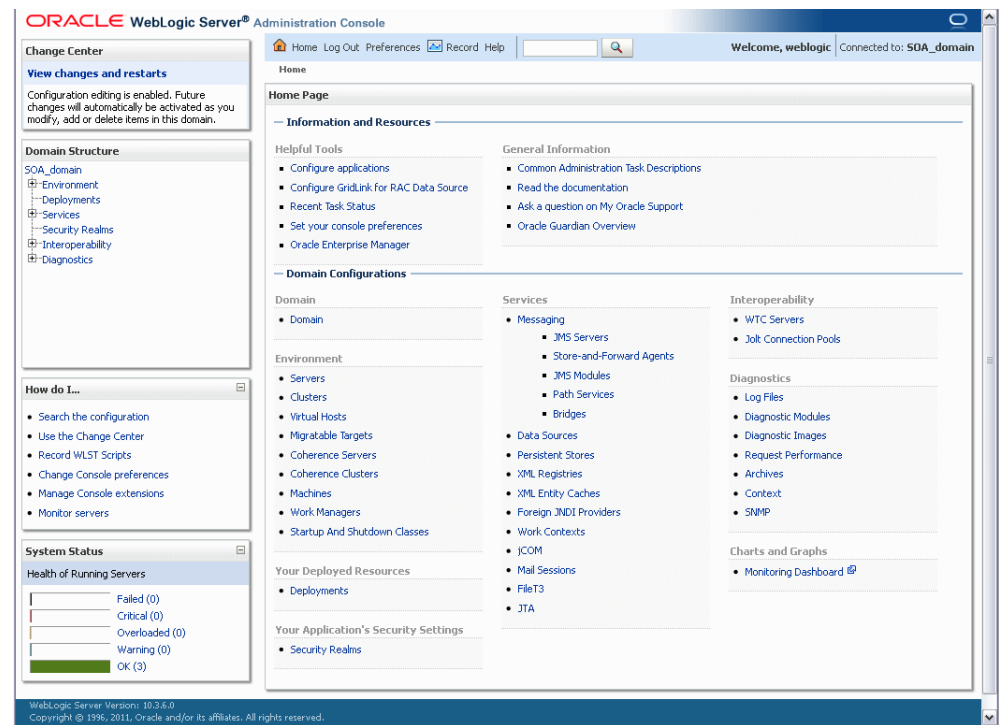 ORACLE WebLogic Server® Administration Console
Change Center
View changes and restarts
Configuration editing is enabled. Future
changes will automatically be activated as you
modify, add or delete items in this domain.
Domain Structure
SOA_domain
Environment
Deployments
Services
Security Realms
Interoperability
Diagnostics
How do I...
Search the configuration
Use the Change Center
Record WLST Scripts
Change Console preferences
Manage Console extensions
Monitor servers
System Status
Health of Running Servers
Failed (0)
Critical (0)
Overloaded (0)
Warning (0)
OK (3)
Home Log Out Preferences Record Help
Welcome, weblogic Connected to: SOA_domain
Home
Home Page
Information and Resources
Helpful Tools
Configure applications
Configure GridLink for RAC Data Source
Recent Task Status
Set your console preferences
Oracle Enterprise Manager
General Information
Common Administration Task Descriptions
Read the documentation
Ask a question on My Oracle Support
Oracle Guardian Overview
Domain Configurations
Domain
Domain
Environment
Servers
Clusters
Virtual Hosts
Migratable Targets
Coherence Servers
Coherence Clusters
Machines
Work Managers
Startup And Shutdown Classes
Your Deployed Resources
Deployments
Your Application's Security Settings
Security Realms
Services
Messaging
JMS Servers
Store-and-Forward Agents
JMS Modules
Path Services
Bridges
Data Sources
Persistent Stores
XML Registries
XML Entity Caches
Foreign JNDI Providers
Work Contexts
jCOM
Mail Sessions
FileT3
JTA
Interoperability
WTC Servers
Jolt Connection Pools
Diagnostics
Log Files
Diagnostic Modules
Diagnostic Images
Request Performance
Archives
Context
SNMP
Charts and Graphs
Monitoring Dashboard
WebLogic Server Version: 10.3.6.0
Copyright © 1996, 2011, Oracle and/or its affiliates. All rights reserved.